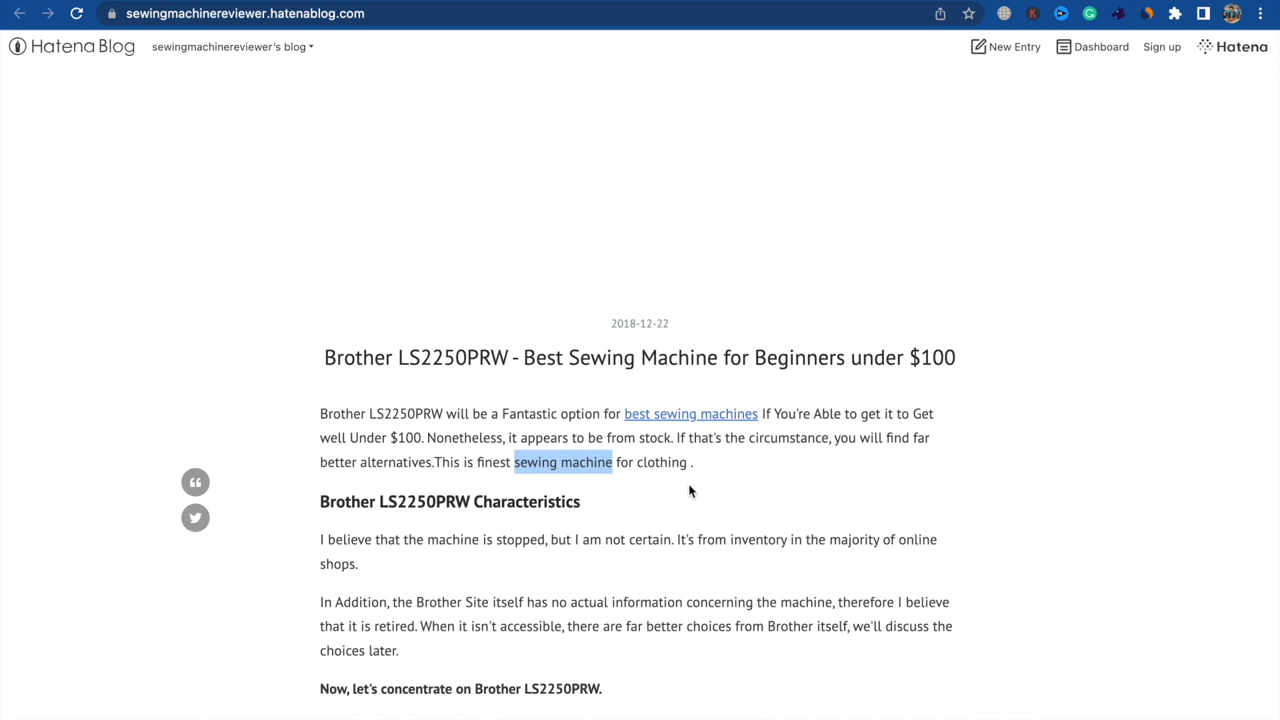 sewingmachinereviewer.hatenablog.com
Hatena Blog
sewingmachinereviewer's blog
New Entry
Dashboard
Sign up
Hatena
2018-12-22
Brother LS2250PRW - Best Sewing Machine for Beginners under $100
Brother LS2250PRW will be a Fantastic option for best sewing machines If You're Able to get it to Get
well Under $100. Nonetheless, it appears to be from stock. If that's the circumstance, you will find far
better alternatives.This is finest sewing machine for clothing .
Brother LS2250PRW Characteristics
I believe that the machine is stopped, but I am not certain. It's from inventory in the majority of online
shops.
In Addition, the Brother Site itself has no actual information concerning the machine, therefore I believe
that it is retired. When it isn't accessible, there are far better choices from Brother itself, we'll discuss the
choices later.
Now, let's concentrate on Brother LS2250PRW.